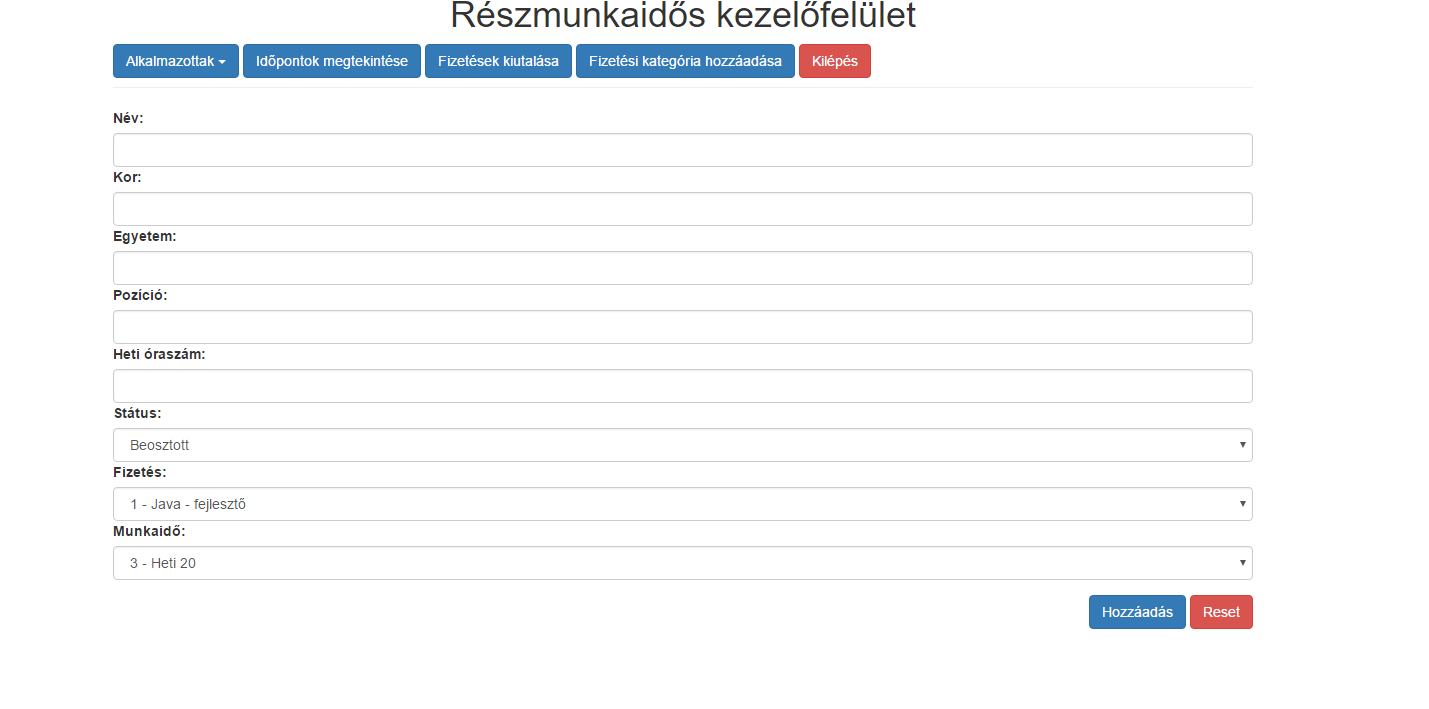 Részmunkaidős kezelőfelület
Alkalmazottak Időpontok megtekintése Fizetések kiutalása Fizetési kategória hozzáadása Kilépés
Név:
Kor:
Egyetem:
Pozíció:
Heti óraszám:
Státus:
Beosztott
Fizetés:
1 - Java - fejlesztő
Munkaidő:
3 - Heti 20
Hozzáadás Reset